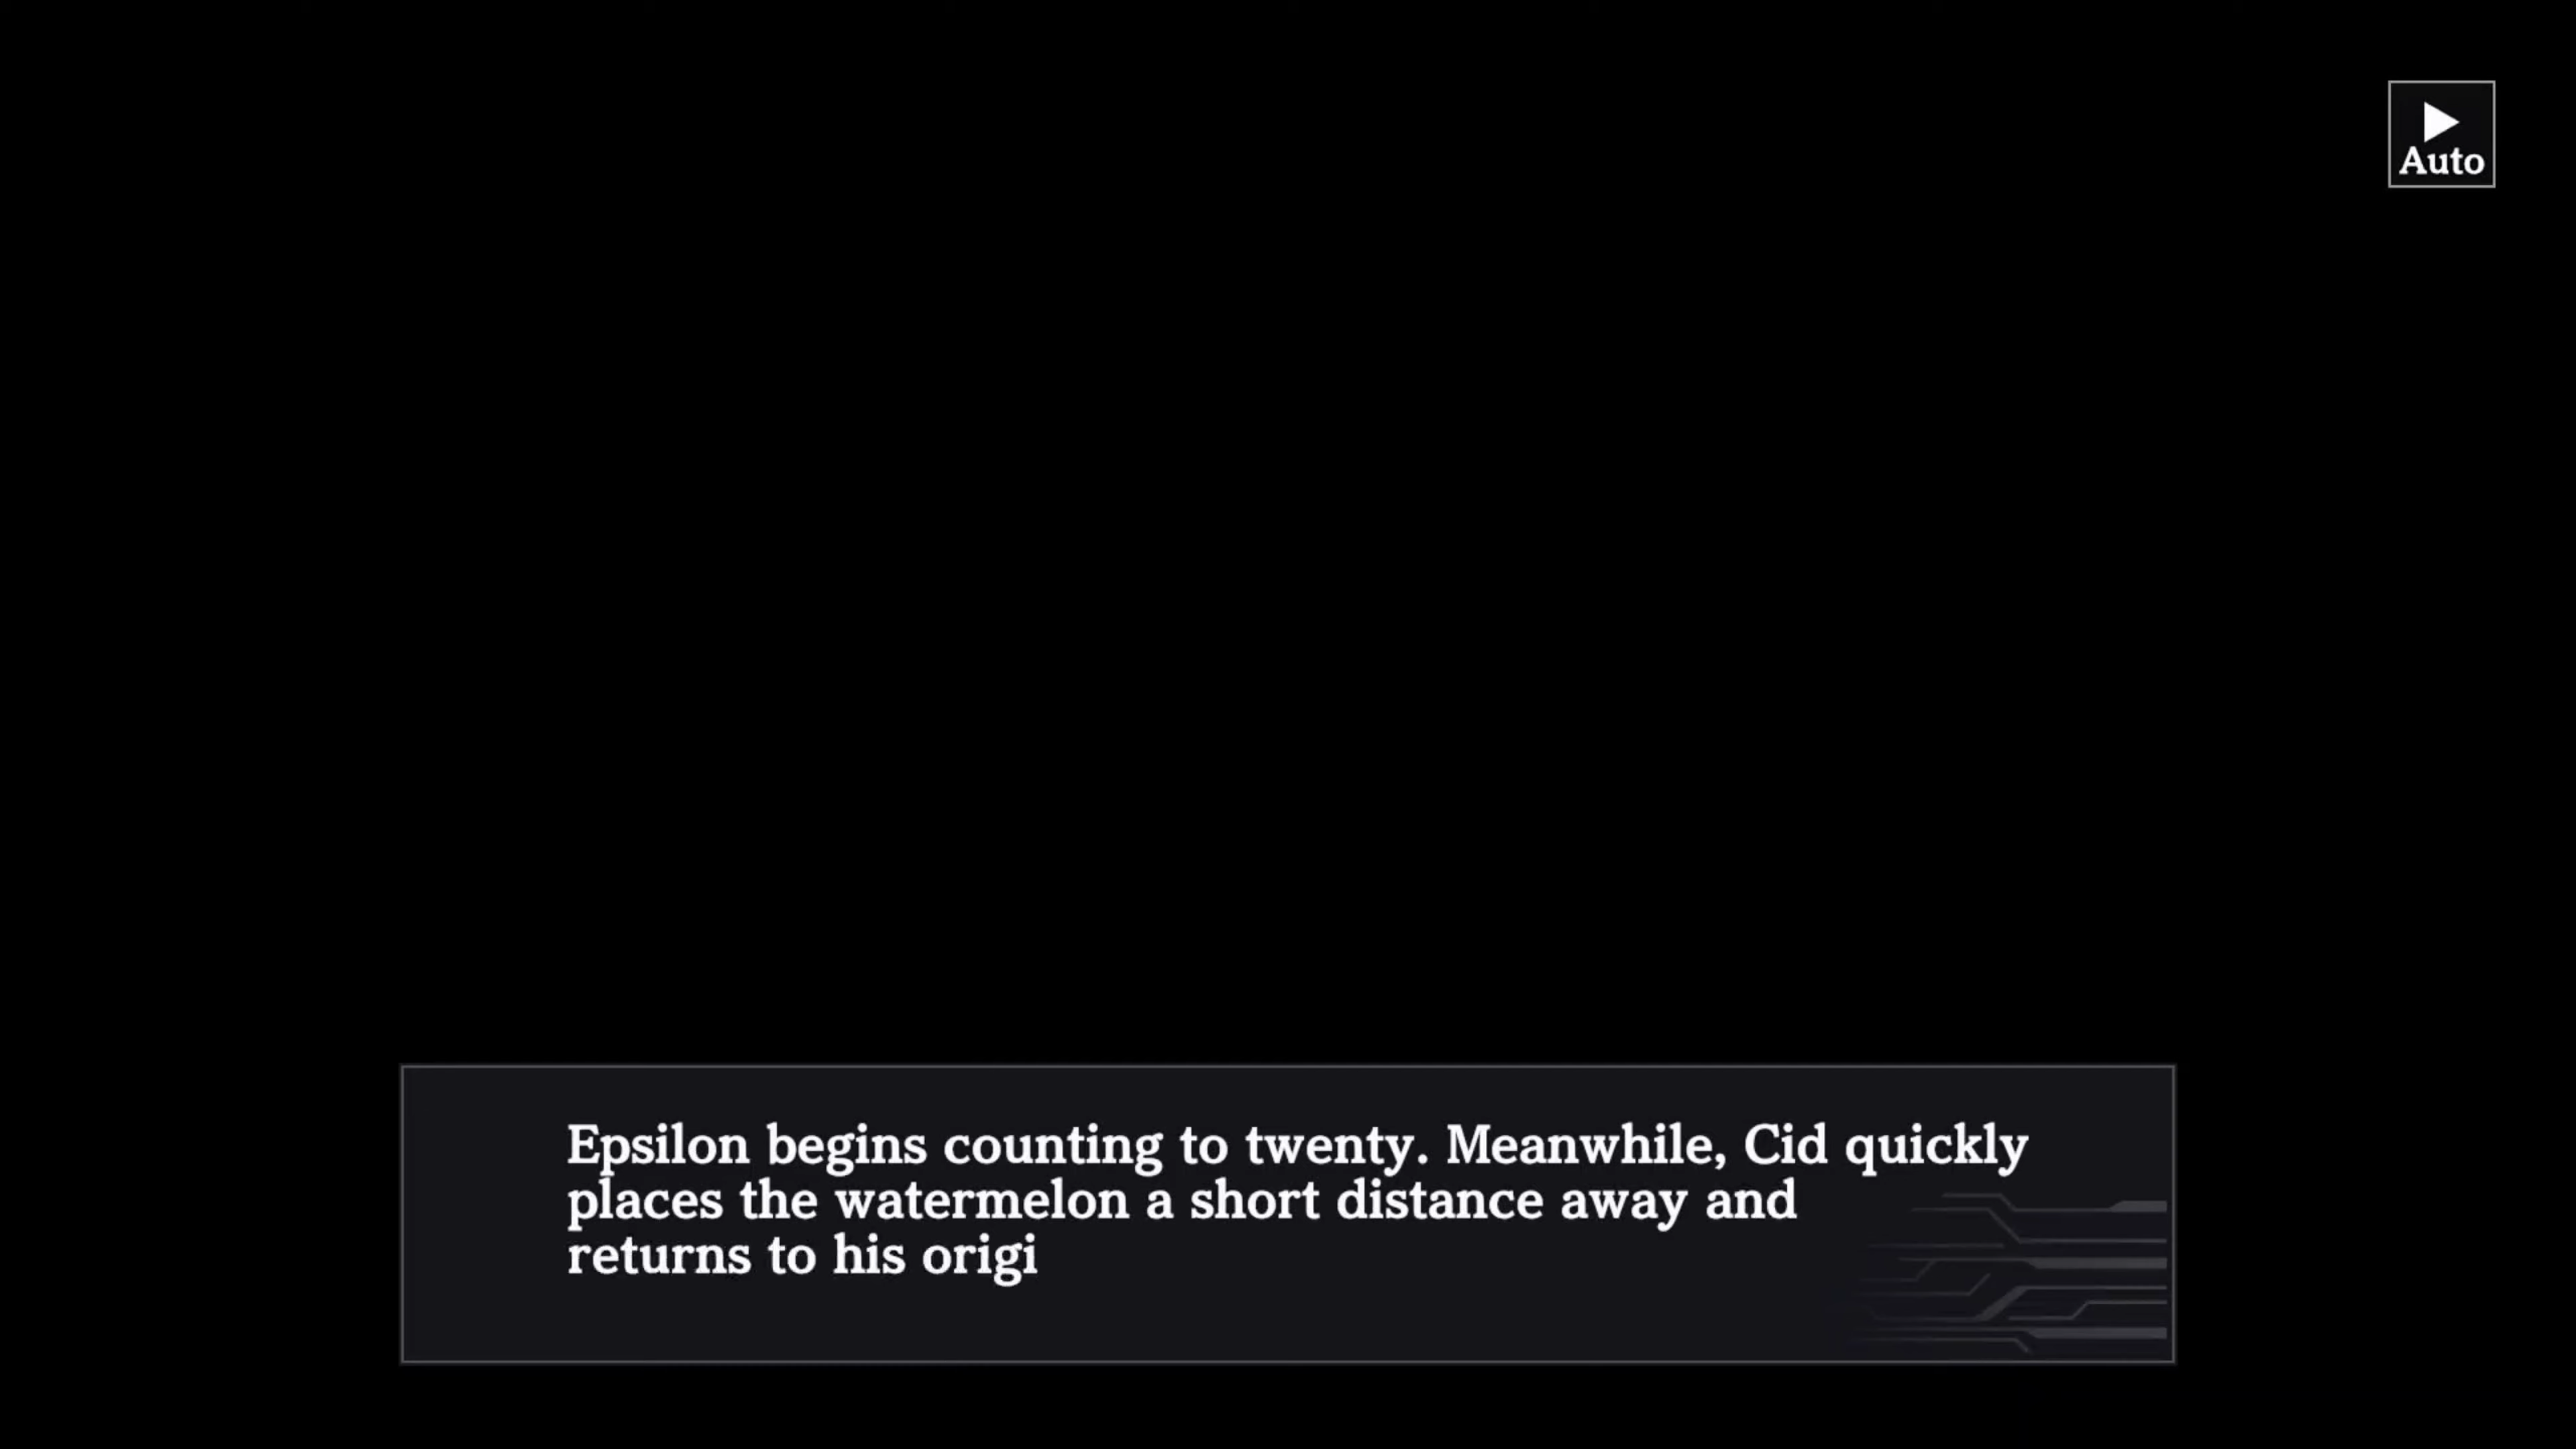 Auto
Epsilon begins counting to twenty. Meanwhile, Cid quickly
places the watermelon a short distance away and
returns to his origi